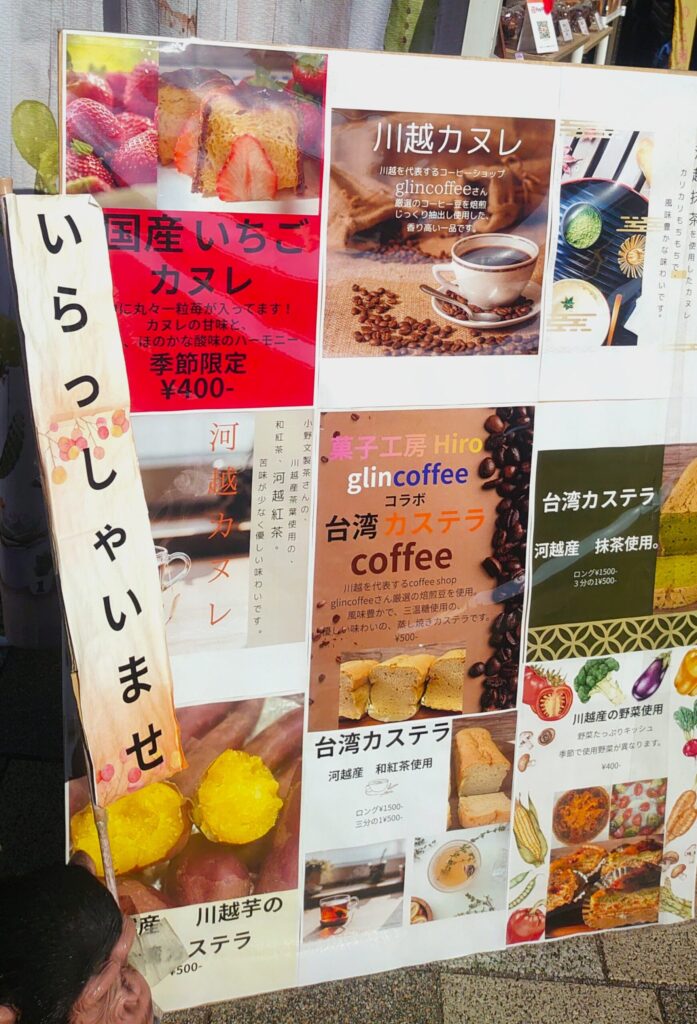 いらっしゃいませ
国産 いちご
カヌレ
に丸々一粒苺が入ってます！
カヌレの甘味と、
ほのかな酸味のハーモニー
季節限定
¥400-
川越カヌレ
川越を代表するコーヒーショップ
glincoffeeさん
厳選のコーヒー豆を焙煎
じっくり抽出し使用した、
香り高い一品です。
抹茶を使用したカヌレ
カリカリもちもちで、
風味豊かな味わいです。
小野文製茶さんの、
川越産茶葉使用の、
和紅茶、河越紅茶。
苦味が少なく優しい味わいです。
河越カヌレ
菓子工房 Hiro
glincoffee
コラボ
台湾 カステラ
coffee
川越を代表するcoffee shop
glincoffeeさん厳選の焙煎豆を使用。
風味豊かで、三温糖使用の、
優しい味わいの、蒸し焼きカステラです。
¥500-
台湾カステラ
河越産 抹茶使用。
ロング¥1500-
３分の1¥500-
台湾カステラ
河越産 和紅茶使用
ロング¥1500-
三分の1¥500-
川越産の野菜使用
野菜たっぷりキッシュ
季節で使用野菜が異なります。
¥400-
産 川越芋の
カステラ
¥500-